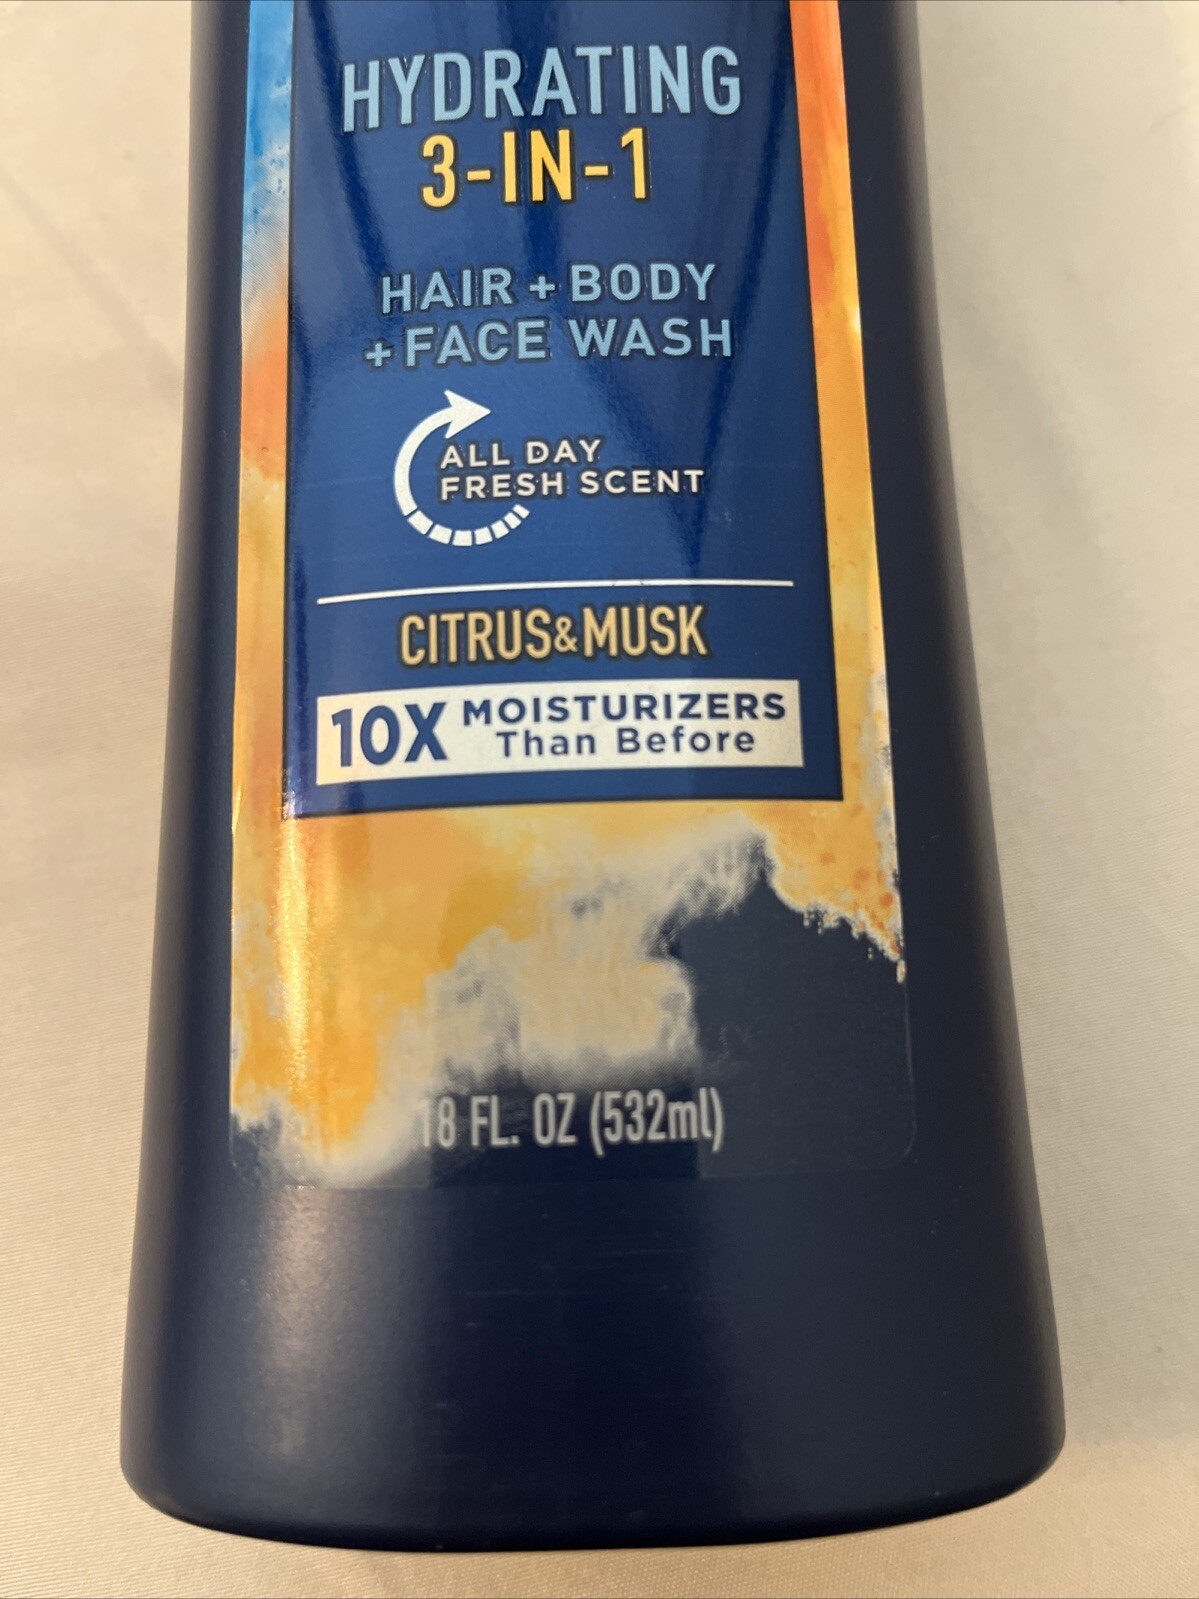 HYDRATING
3-IN-1
HAIR + BODY
+ FACE WASH
ALL DAY
FRESH SCENT
CITRUS & MUSK
10X MOISTURIZERS
Than Before
18 FL. OZ (532ml)